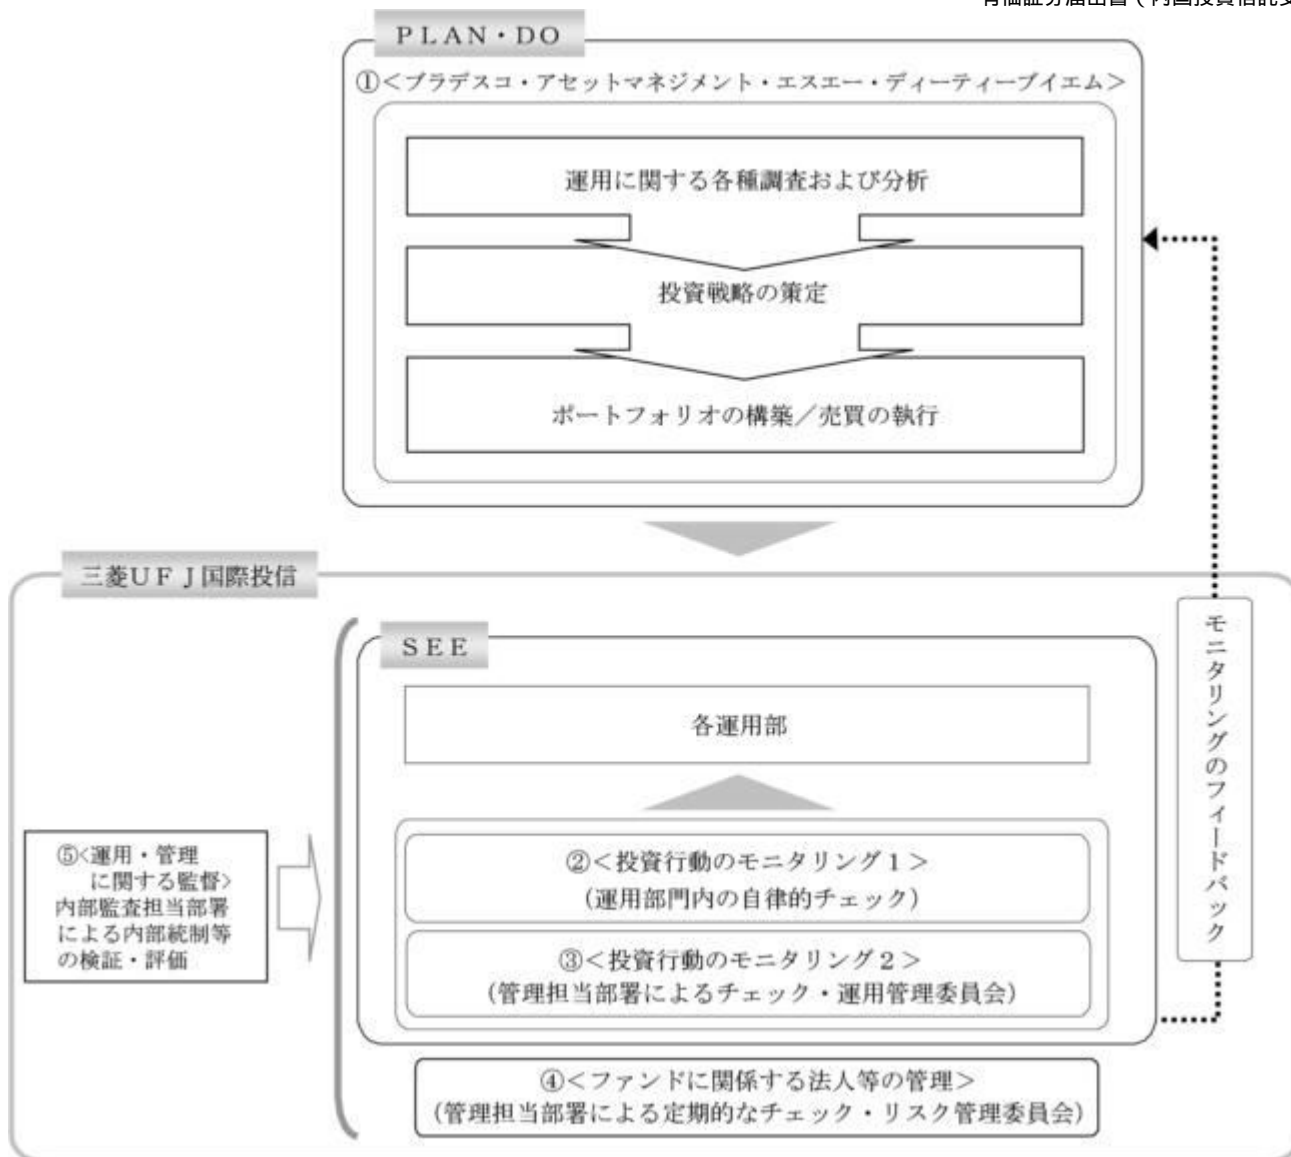 ＰＬＡＮ・ＤＯ
①＜ブラデスコ・アセットマネジメント・エスエー・ディーティーブイエム＞
運用に関する各種調査および分析
投資戦略の策定
ポートフォリオの構築／売買の執行
三菱ＵＦＪ国際投信
ＳＥＥ
各運用部
②＜投資行動のモニタリング１＞
（運用部門内の自律的チェック）
③＜投資行動のモニタリング２＞
（管理担当部署によるチェック・運用管理委員会）
④＜ファンドに関係する法人等の管理＞
（管理担当部署による定期的なチェック・リスク管理委員会）
⑤<運用・管理
に関する監督>
内部監査担当部署
による内部統制等
の検証・評価
モニタリングのフィードバック